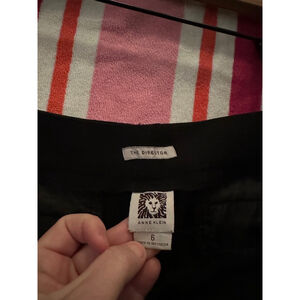 THE DIRECTOR
ANNE KLEIN
6